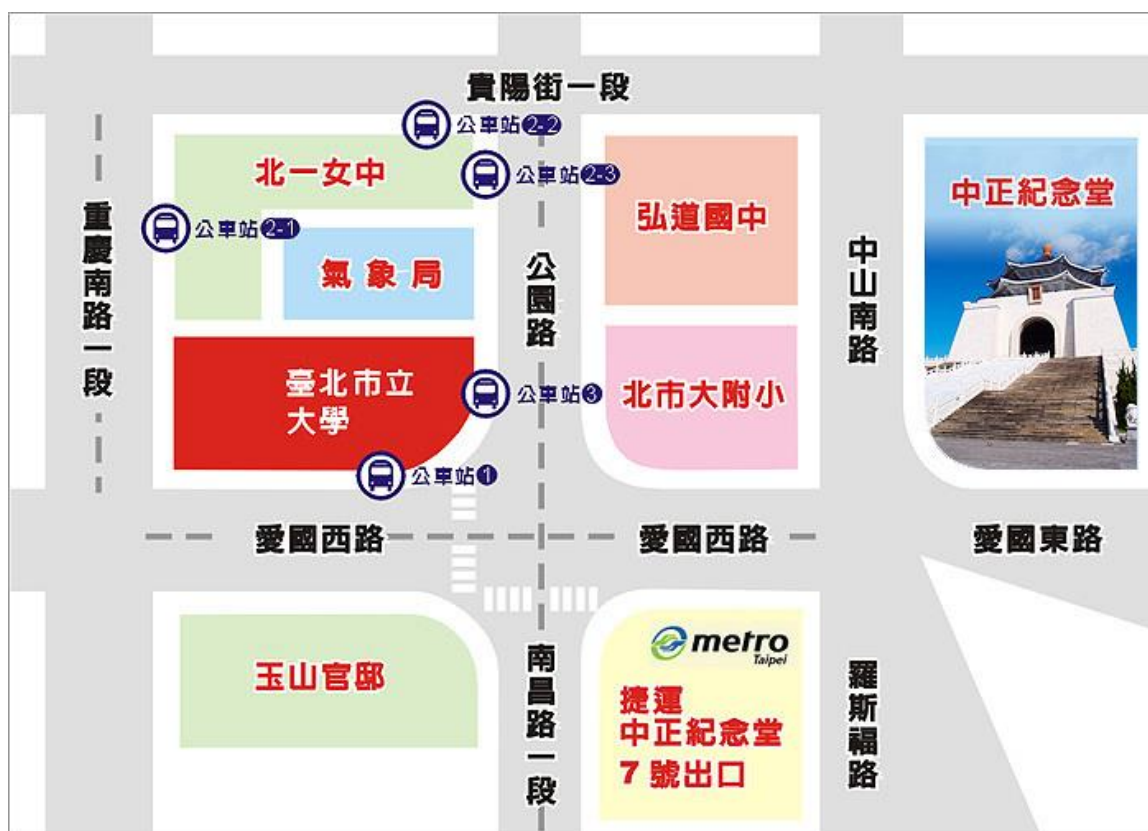 貴陽街一段
公車站2-2
北一女中
公車站2-3
公車站2-1
氣象局
弘道國中
中正紀念堂
重慶南路一段
公園路
中山南路
臺北市立
大學
公車站3
北市大附小
公車站1
愛國西路
愛國西路
愛國東路
玉山官邸
南昌路一段
metro
Taipei
捷運
中正紀念堂
7號出口
羅斯福路